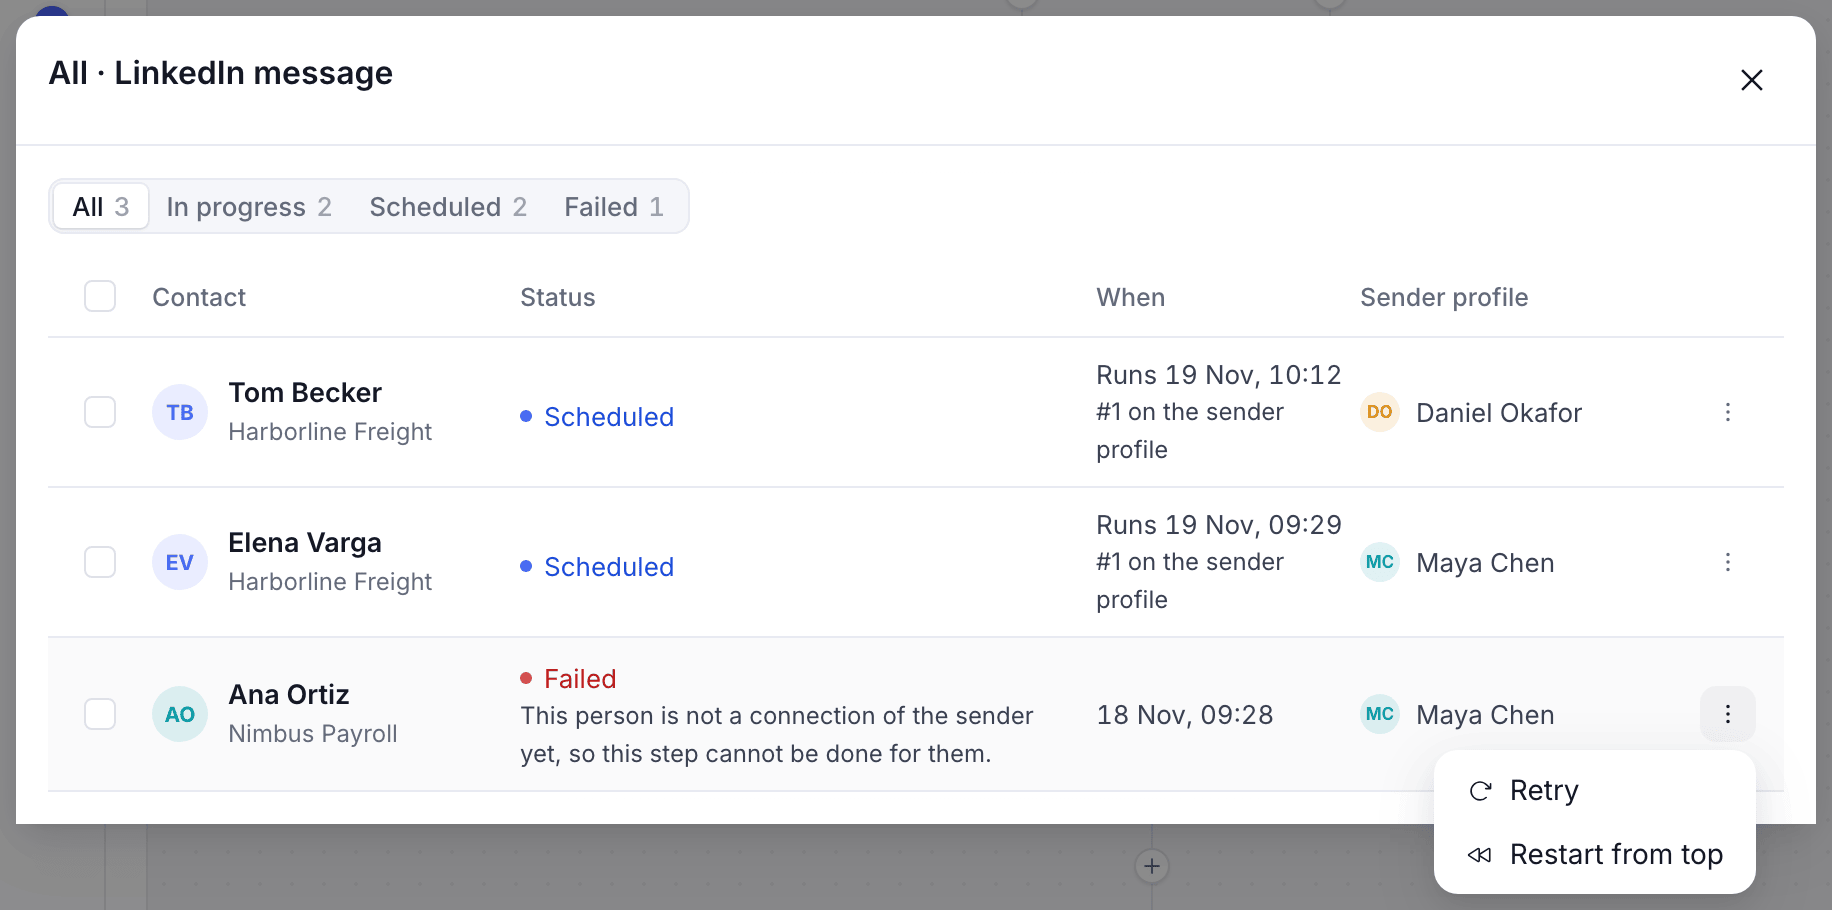 All · LinkedIn message
All 3 In progress 2 Scheduled 2 Failed 1
Contact Status When Sender profile
TB
Tom Becker
Harborline Freight
Scheduled
Runs 19 Nov, 10:12
#1 on the sender
profile
DO Daniel Okafor
EV
Elena Varga
Harborline Freight
Scheduled
Runs 19 Nov, 09:29
#1 on the sender
profile
MC Maya Chen
AO
Ana Ortiz
Nimbus Payroll
Failed
This person is not a connection of the sender
yet, so this step cannot be done for them.
18 Nov, 09:28
MC Maya Chen
Retry
Restart from top